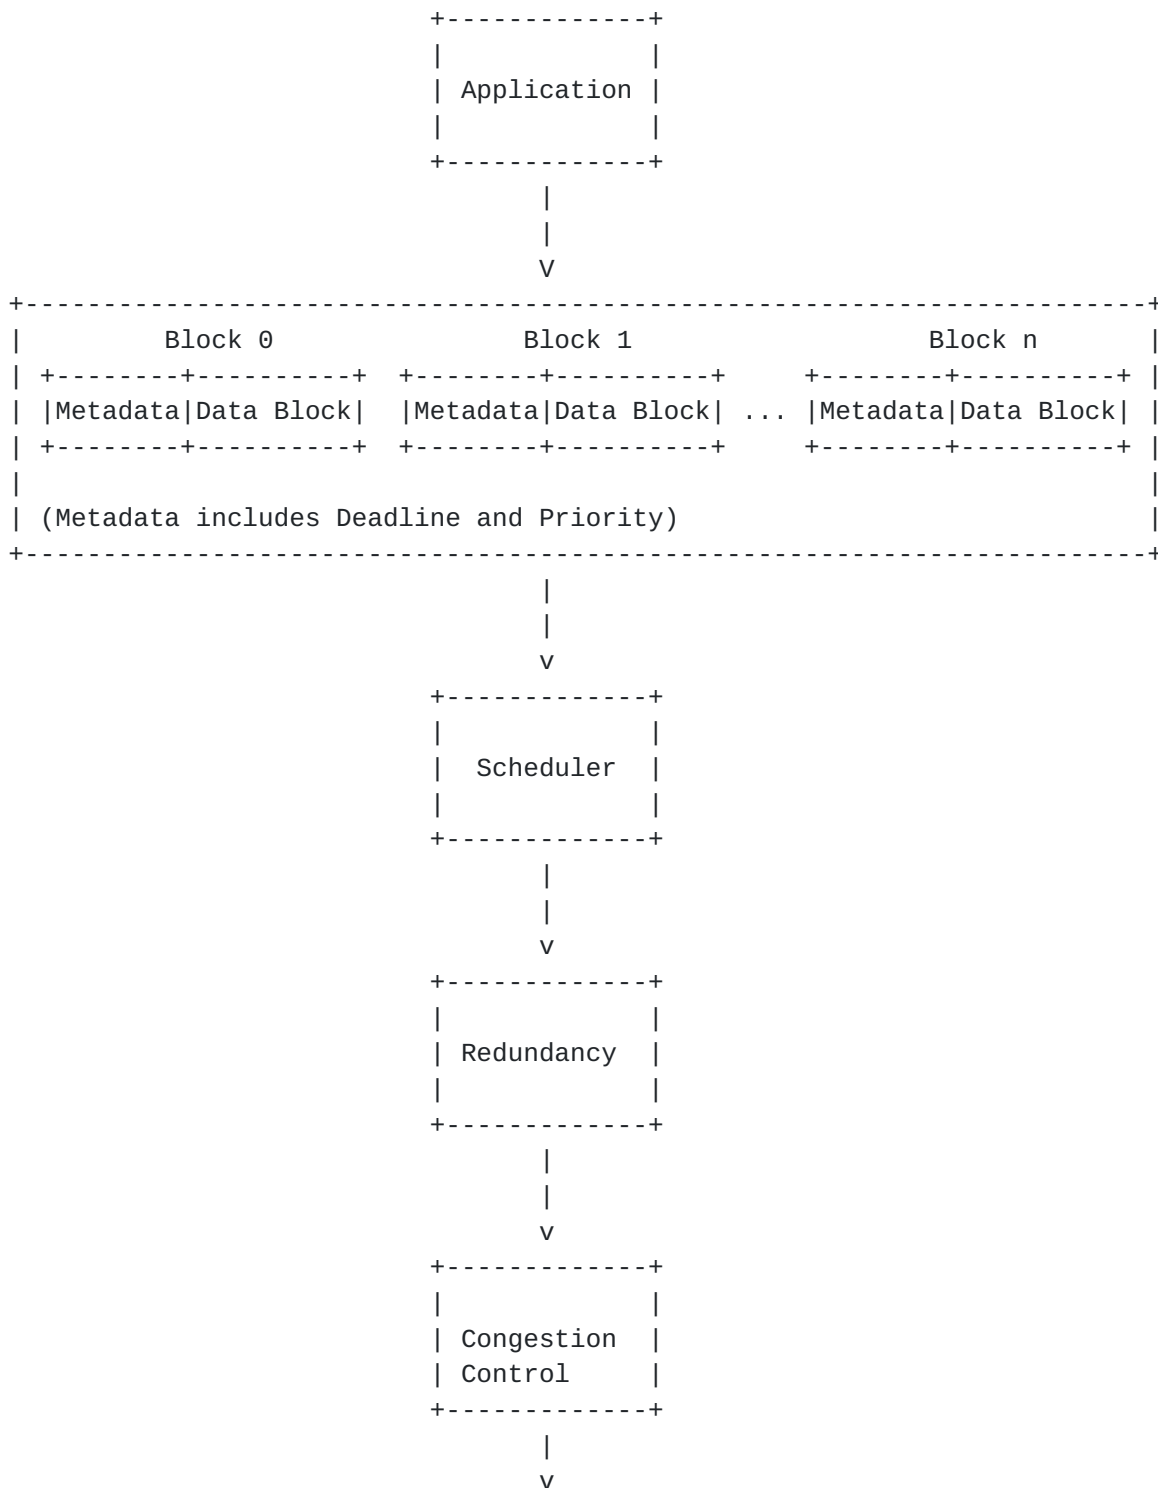 Application
Block 0 Block 1 Block n
|Metadata|Data Block| |Metadata|Data Block| ... |Metadata|Data Block|
(Metadata includes Deadline and Priority)
Scheduler
Redundancy
Congestion
Control